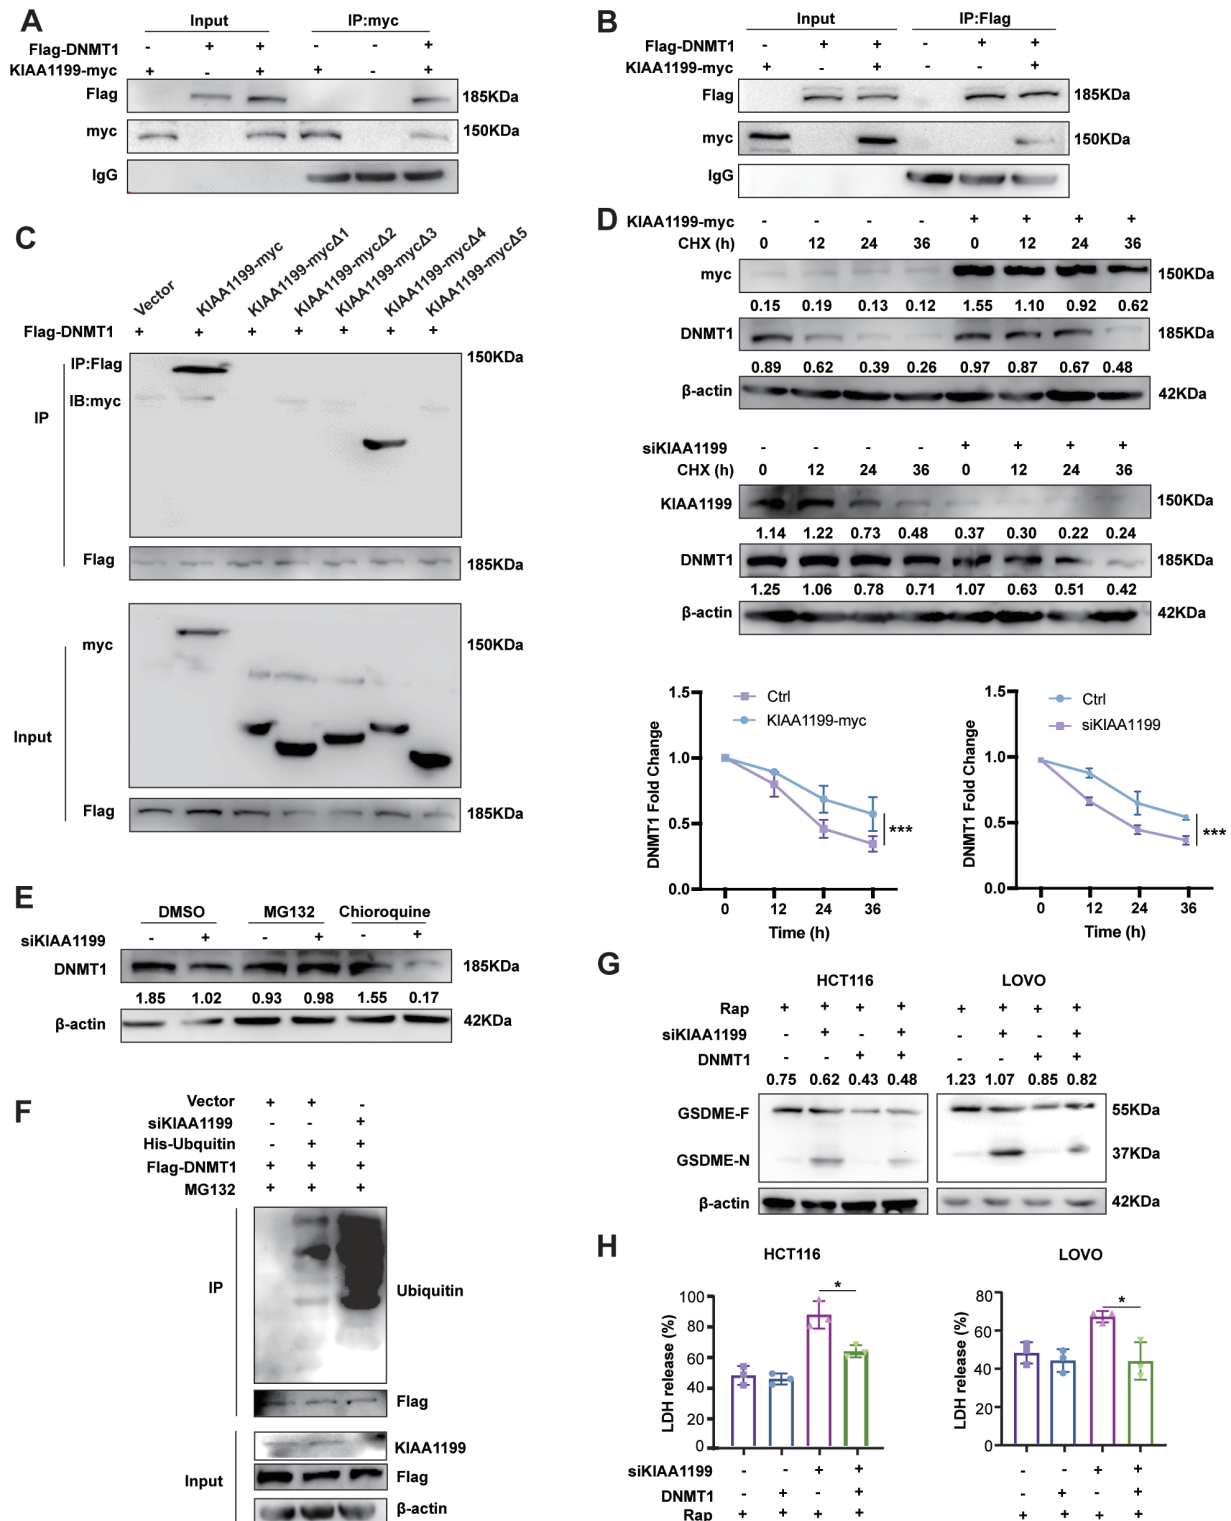 A
Input IP:myc
Flag-DNMT1 - + + - - +
KIAA1199-myc + - + + - +
Flag 185KDa
myc 150KDa
IgG
B
Input IP:Flag
Flag-DNMT1 - + + - + +
KIAA1199-myc + - + - - +
Flag 185KDa
myc 150KDa
IgG
C
Vector KIAA1199-myc KIAA1199-mycΔ1 KIAA1199-mycΔ2 KIAA1199-mycΔ3 KIAA1199-mycΔ4 KIAA1199-mycΔ5
Flag-DNMT1 + + + + + + +
IP
IP:Flag 150KDa
IB:myc
Flag 185KDa
Input
myc 150KDa
Flag 185KDa
D
KIAA1199-myc - - - - + + + +
CHX (h) 0 12 24 36 0 12 24 36
myc 150KDa
0.15 0.19 0.13 0.12 1.55 1.10 0.92 0.62
DNMT1 185KDa
0.89 0.62 0.39 0.26 0.97 0.87 0.67 0.48
β-actin 42KDa
siKIAA1199 - - - - + + + +
CHX (h) 0 12 24 36 0 12 24 36
KIAA1199 150KDa
1.14 1.22 0.73 0.48 0.37 0.30 0.22 0.24
DNMT1 185KDa
1.25 1.06 0.78 0.71 1.07 0.63 0.51 0.42
β-actin 42KDa
DNMT1 Fold Change
1.5
1.0
0.5
0.0
Ctrl
KIAA1199-myc
***
0 12 24 36
Time (h)
DNMT1 Fold Change
1.5
1.0
0.5
0.0
Ctrl
siKIAA1199
***
0 12 24 36
Time (h)
E
DMSO MG132 Chioroquine
siKIAA1199 - + - + - +
DNMT1 185KDa
1.85 1.02 0.93 0.98 1.55 0.17
β-actin 42KDa
F
Vector + + -
siKIAA1199 - - +
His-Ubquitin - + +
Flag-DNMT1 + + +
MG132 + + +
IP
Ubiquitin
Flag
Input
KIAA1199
Flag
β-actin
G
HCT116 LOVO
Rap + + + + + + + +
siKIAA1199 - + - + - + - +
DNMT1 - - + + - - + +
0.75 0.62 0.43 0.48 1.23 1.07 0.85 0.82
GSDME-F 55KDa
GSDME-N 37KDa
β-actin 42KDa
H
HCT116
LDH release (%)
100
80
60
40
20
0
*
siKIAA1199 - - + +
DNMT1 - + - +
Rap + + + +
LOVO
LDH release (%)
80
60
40
20
0
*
- - + +
- + - +
+ + + +